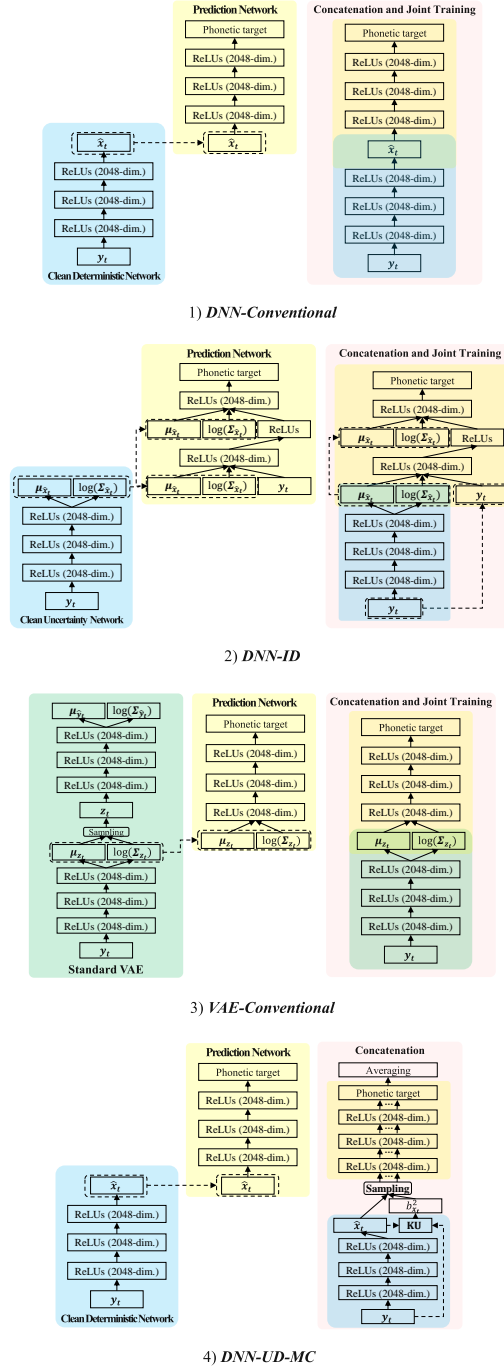 Prediction Network
Phonetic target
ReLUs (2048-dim.)
ReLUs (2048-dim.)
ReLUs (2048-dim.)
x̂ₜ
x̂ₜ
ReLUs (2048-dim.)
ReLUs (2048-dim.)
ReLUs (2048-dim.)
yₜ
Clean Deterministic Network
Concatenation and Joint Training
Phonetic target
ReLUs (2048-dim.)
ReLUs (2048-dim.)
ReLUs (2048-dim.)
x̂ₜ
ReLUs (2048-dim.)
ReLUs (2048-dim.)
ReLUs (2048-dim.)
yₜ
1) DNN-Conventional
Prediction Network
Phonetic target
ReLUs (2048-dim.)
μx̂ₜ log(Σx̂ₜ) ReLUs
ReLUs (2048-dim.)
μx̂ₜ log(Σx̂ₜ) yₜ
μx̂ₜ log(Σx̂ₜ)
ReLUs (2048-dim.)
ReLUs (2048-dim.)
ReLUs (2048-dim.)
yₜ
Clean Uncertainty Network
Concatenation and Joint Training
Phonetic target
ReLUs (2048-dim.)
μx̂ₜ log(Σx̂ₜ) ReLUs
ReLUs (2048-dim.)
μx̂ₜ log(Σx̂ₜ) yₜ
ReLUs (2048-dim.)
ReLUs (2048-dim.)
ReLUs (2048-dim.)
yₜ
2) DNN-ID
μŷₜ log(Σŷₜ)
ReLUs (2048-dim.)
ReLUs (2048-dim.)
ReLUs (2048-dim.)
zₜ
Sampling
μzₜ log(Σzₜ)
ReLUs (2048-dim.)
ReLUs (2048-dim.)
ReLUs (2048-dim.)
yₜ
Standard VAE
Prediction Network
Phonetic target
ReLUs (2048-dim.)
ReLUs (2048-dim.)
ReLUs (2048-dim.)
μzₜ log(Σzₜ)
Concatenation and Joint Training
Phonetic target
ReLUs (2048-dim.)
ReLUs (2048-dim.)
ReLUs (2048-dim.)
μzₜ log(Σzₜ)
ReLUs (2048-dim.)
ReLUs (2048-dim.)
ReLUs (2048-dim.)
yₜ
3) VAE-Conventional
Prediction Network
Phonetic target
ReLUs (2048-dim.)
ReLUs (2048-dim.)
ReLUs (2048-dim.)
x̂ₜ
x̂ₜ
ReLUs (2048-dim.)
ReLUs (2048-dim.)
ReLUs (2048-dim.)
yₜ
Clean Deterministic Network
Concatenation
Averaging
Phonetic target
...
ReLUs (2048-dim.)
...
ReLUs (2048-dim.)
...
ReLUs (2048-dim.)
...
Sampling
b²x̂ₜ
x̂ₜ KU
ReLUs (2048-dim.)
ReLUs (2048-dim.)
ReLUs (2048-dim.)
yₜ
4) DNN-UD-MC